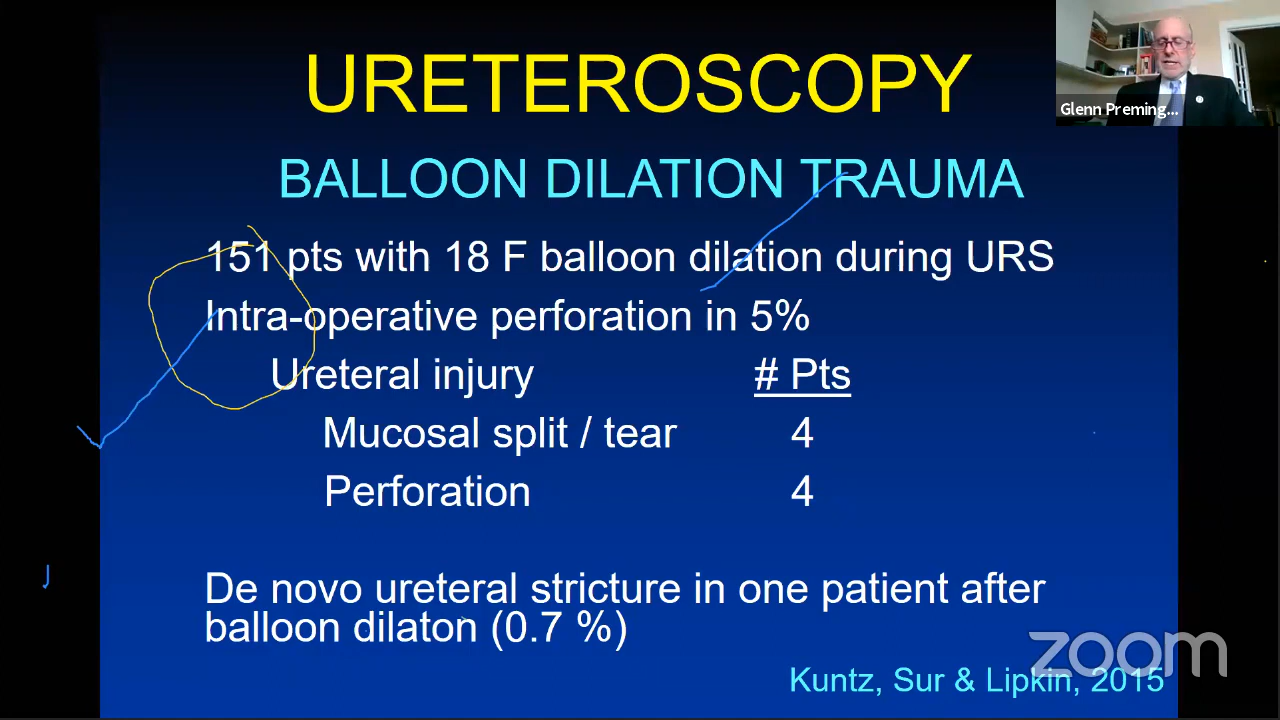 URETEROSCOPY
Glenn Preming...
BALLOON DILATION TRAUMA
151 pts with 18 F balloon dilation during URS
Intra-operative perforation in 5%
Ureteral injury # Pts
Mucosal split / tear 4
Perforation 4
De novo ureteral stricture in one patient after
balloon dilaton (0.7 %)
zoom
Kuntz, Sur & Lipkin, 2015